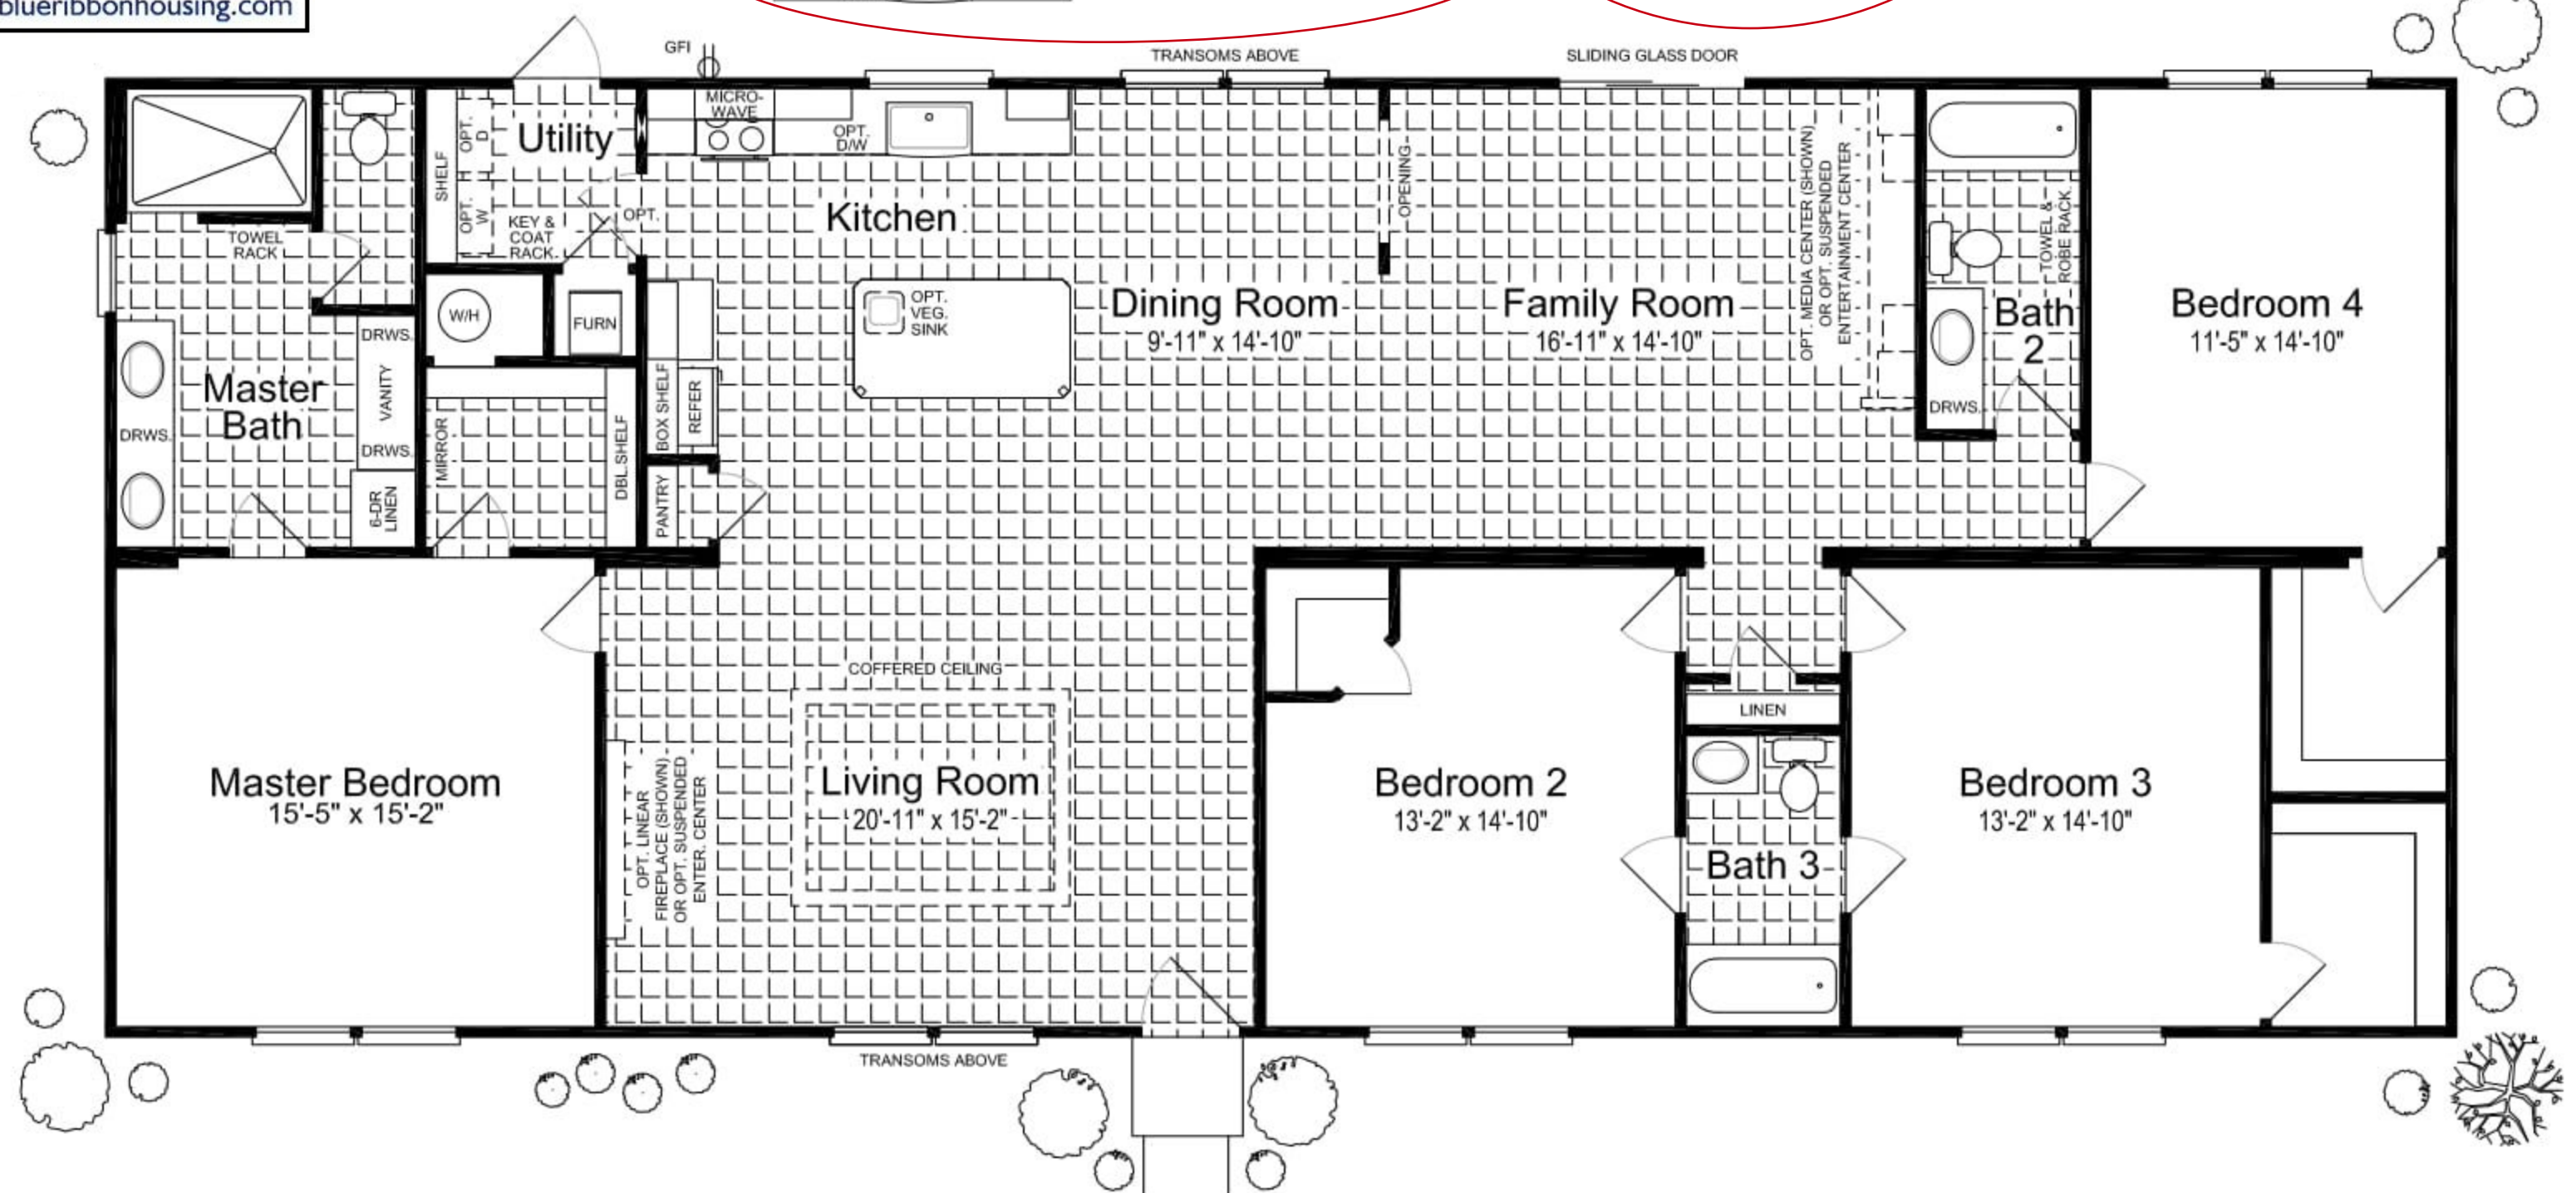 blueribbonhousing.com
GFI
TRANSOMS ABOVE
SLIDING GLASS DOOR
MICRO-
WAVE
OPT.
D/W
Utility
SHELF
OPT.
D
OPT.
W
KEY &
COAT
RACK
OPT.
TOWEL
RACK
Kitchen
OPENING
OPT. MEDIA CENTER (SHOWN)
OR OPT. SUSPENDED
ENTERTAINMENT CENTER
TOWEL &
ROBE RACK
W/H
FURN
OPT.
VEG.
SINK
Dining Room
9'-11" x 14'-10"
Family Room
16'-11" x 14'-10"
Bath
2
DRWS.
Bedroom 4
11'-5" x 14'-10"
Master
Bath
DRWS.
DRWS.
VANITY
DRWS.
6-DR
LINEN
MIRROR
DBL.SHELF
BOX SHELF
REFER
PANTRY
COFFERED CEILING
LINEN
Master Bedroom
15'-5" x 15'-2"
OPT. LINEAR
FIREPLACE (SHOWN)
OR OPT. SUSPENDED
ENTER. CENTER
Living Room
20'-11" x 15'-2"
Bedroom 2
13'-2" x 14'-10"
Bath 3
Bedroom 3
13'-2" x 14'-10"
TRANSOMS ABOVE